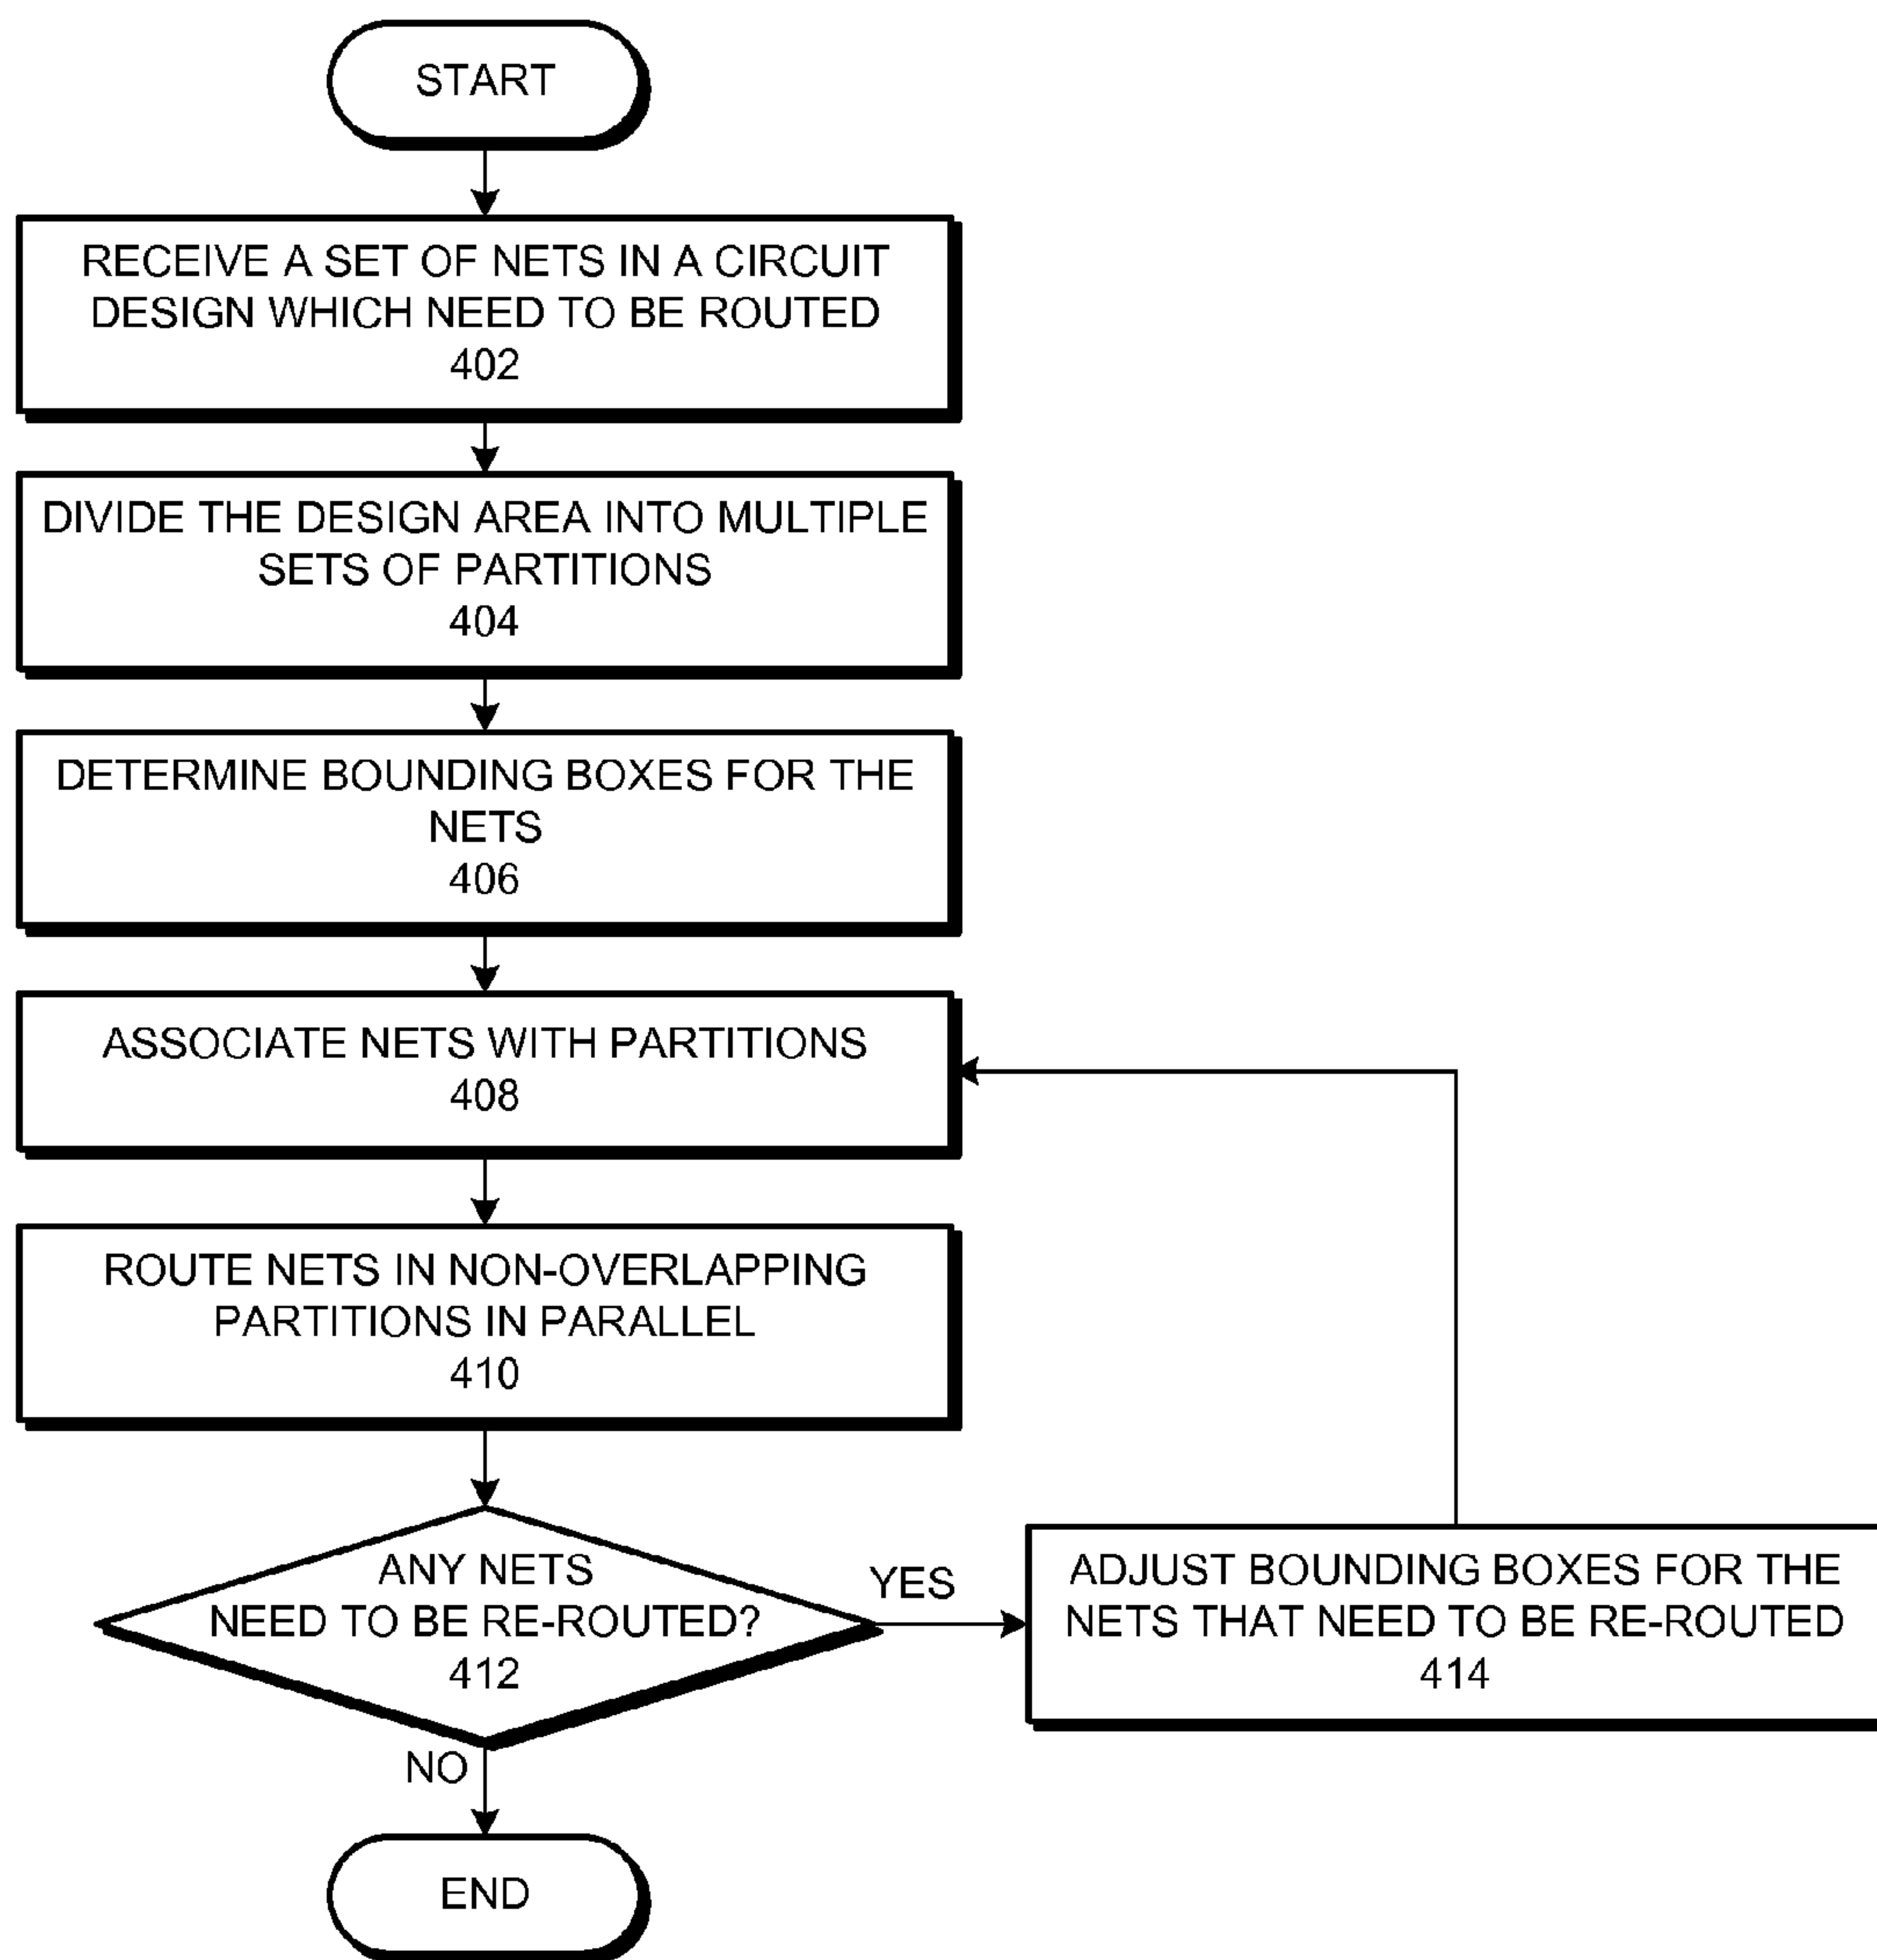 START
RECEIVE A SET OF NETS IN A CIRCUIT
DESIGN WHICH NEED TO BE ROUTED
402
DIVIDE THE DESIGN AREA INTO MULTIPLE
SETS OF PARTITIONS
404
DETERMINE BOUNDING BOXES FOR THE
NETS
406
ASSOCIATE NETS WITH PARTITIONS
408
ROUTE NETS IN NON-OVERLAPPING
PARTITIONS IN PARALLEL
410
ANY NETS
NEED TO BE RE-ROUTED?
412
YES
ADJUST BOUNDING BOXES FOR THE
NETS THAT NEED TO BE RE-ROUTED
414
NO
END